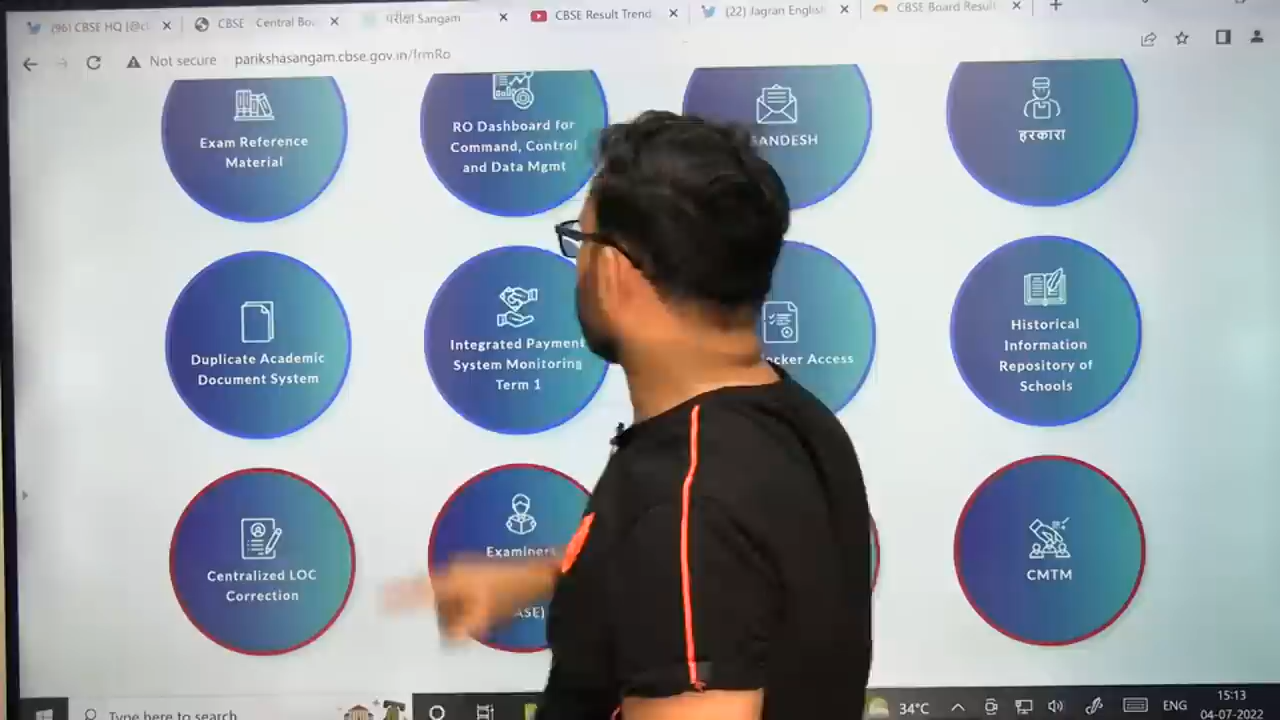 (96) CBSE HQ (@c
CBSE Central Bo
परीक्षा Sangam
CBSE Result Trend
(22) Jagran English
CBSE Board Result
Not secure parikshasangam.cbse.gov.in/frmRo
Exam Reference
Material
RO Dashboard for
Command, Control
and Data Mgmt
SANDESH
हरकारा
Duplicate Academic
Document System
Integrated Payment
System Monitoring
Term 1
ocker Access
Historical
Information
Repository of
Schools
Centralized LOC
Correction
Examiners
ASE)
CMTM
Type here to search
34°C
ENG
15:13
04-07-2022